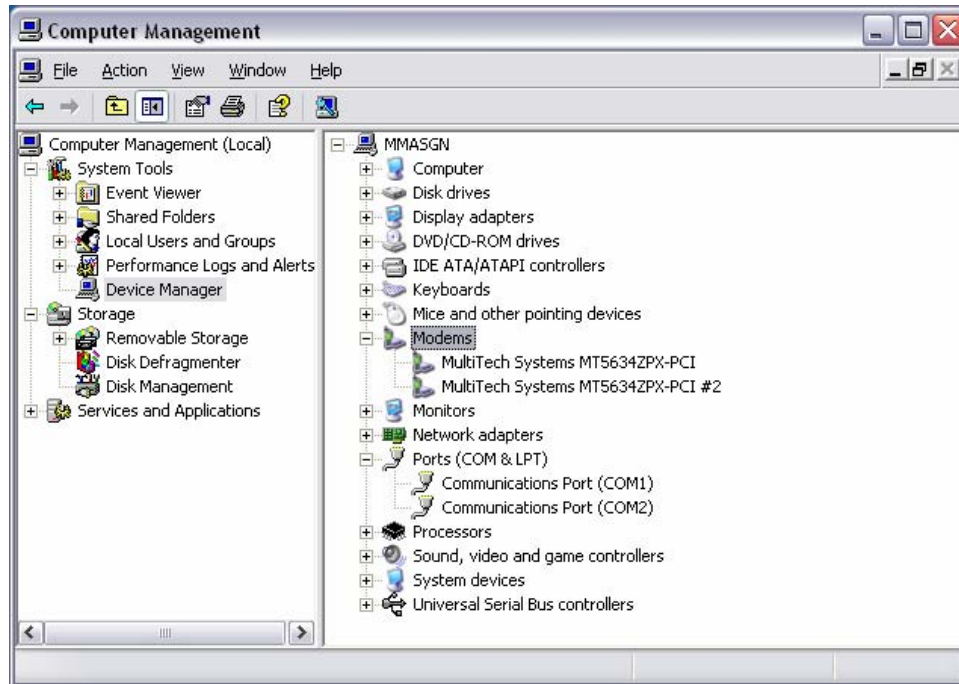 Computer Management
File Action View Window Help
Computer Management (Local)
System Tools
Event Viewer
Shared Folders
Local Users and Groups
Performance Logs and Alerts
Device Manager
Storage
Removable Storage
Disk Defragmenter
Disk Management
Services and Applications
MMASGN
Computer
Disk drives
Display adapters
DVD/CD-ROM drives
IDE ATA/ATAPI controllers
Keyboards
Mice and other pointing devices
Modems
MultiTech Systems MT5634ZPX-PCI
MultiTech Systems MT5634ZPX-PCI #2
Monitors
Network adapters
Ports (COM & LPT)
Communications Port (COM1)
Communications Port (COM2)
Processors
Sound, video and game controllers
System devices
Universal Serial Bus controllers